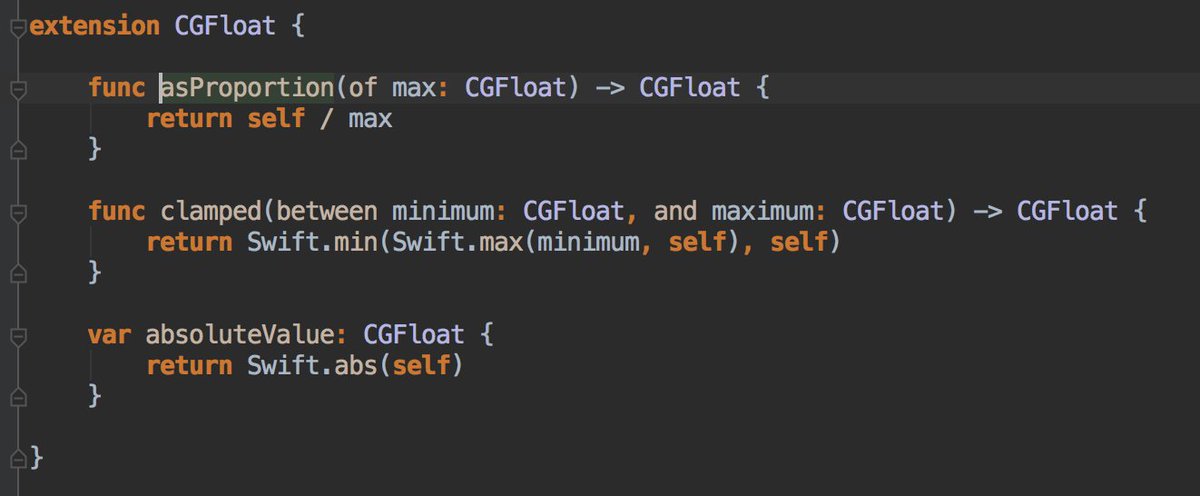 extension CGFloat {
func asProportion(of max: CGFloat) -> CGFloat {
return self / max
}
func clamped(between minimum: CGFloat, and maximum: CGFloat) -> CGFloat {
return Swift.min(Swift.max(minimum, self), self)
}
var absoluteValue: CGFloat {
return Swift.abs(self)
}
}